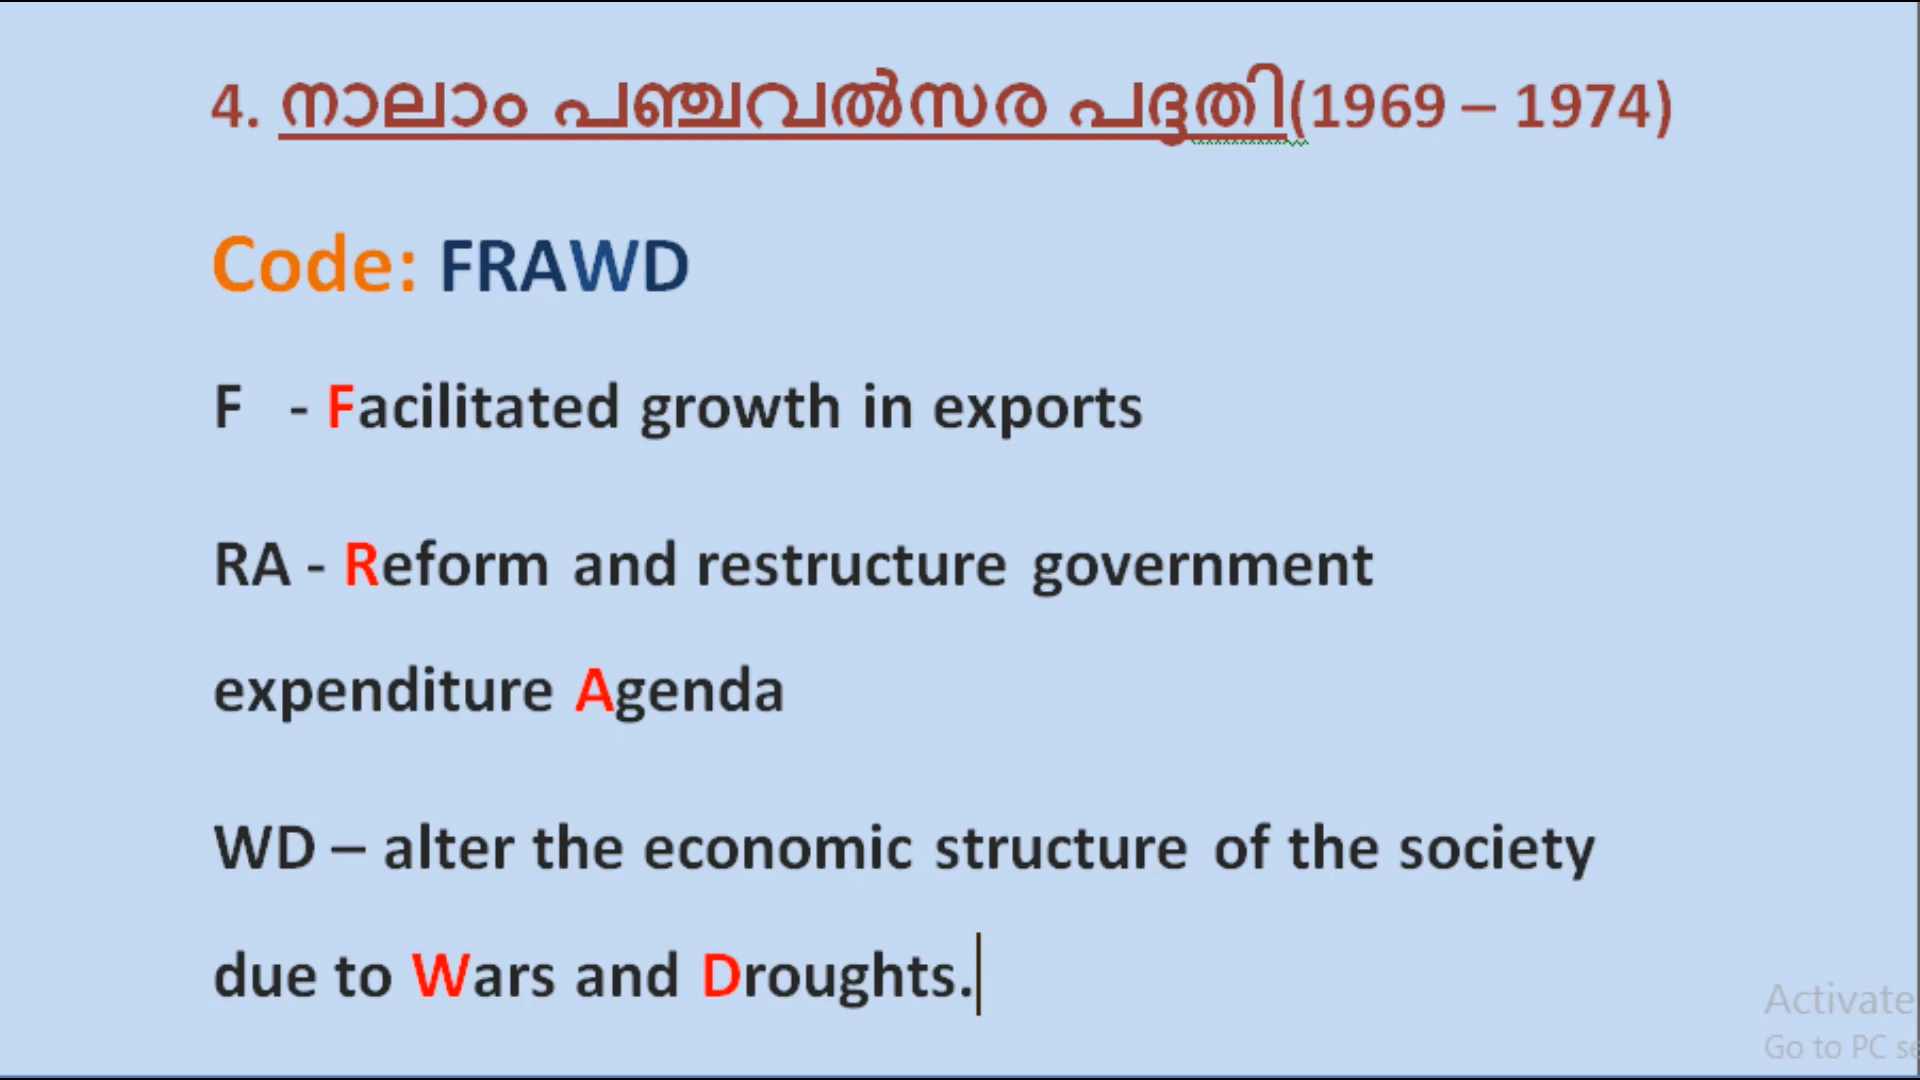 4. നാലാം പഞ്ചവൽസര പദ്ദതി(1969 – 1974)
Code: FRAWD
F - Facilitated growth in exports
RA - Reform and restructure government
expenditure Agenda
WD – alter the economic structure of the society
due to Wars and Droughts.
Activate
Go to PC se